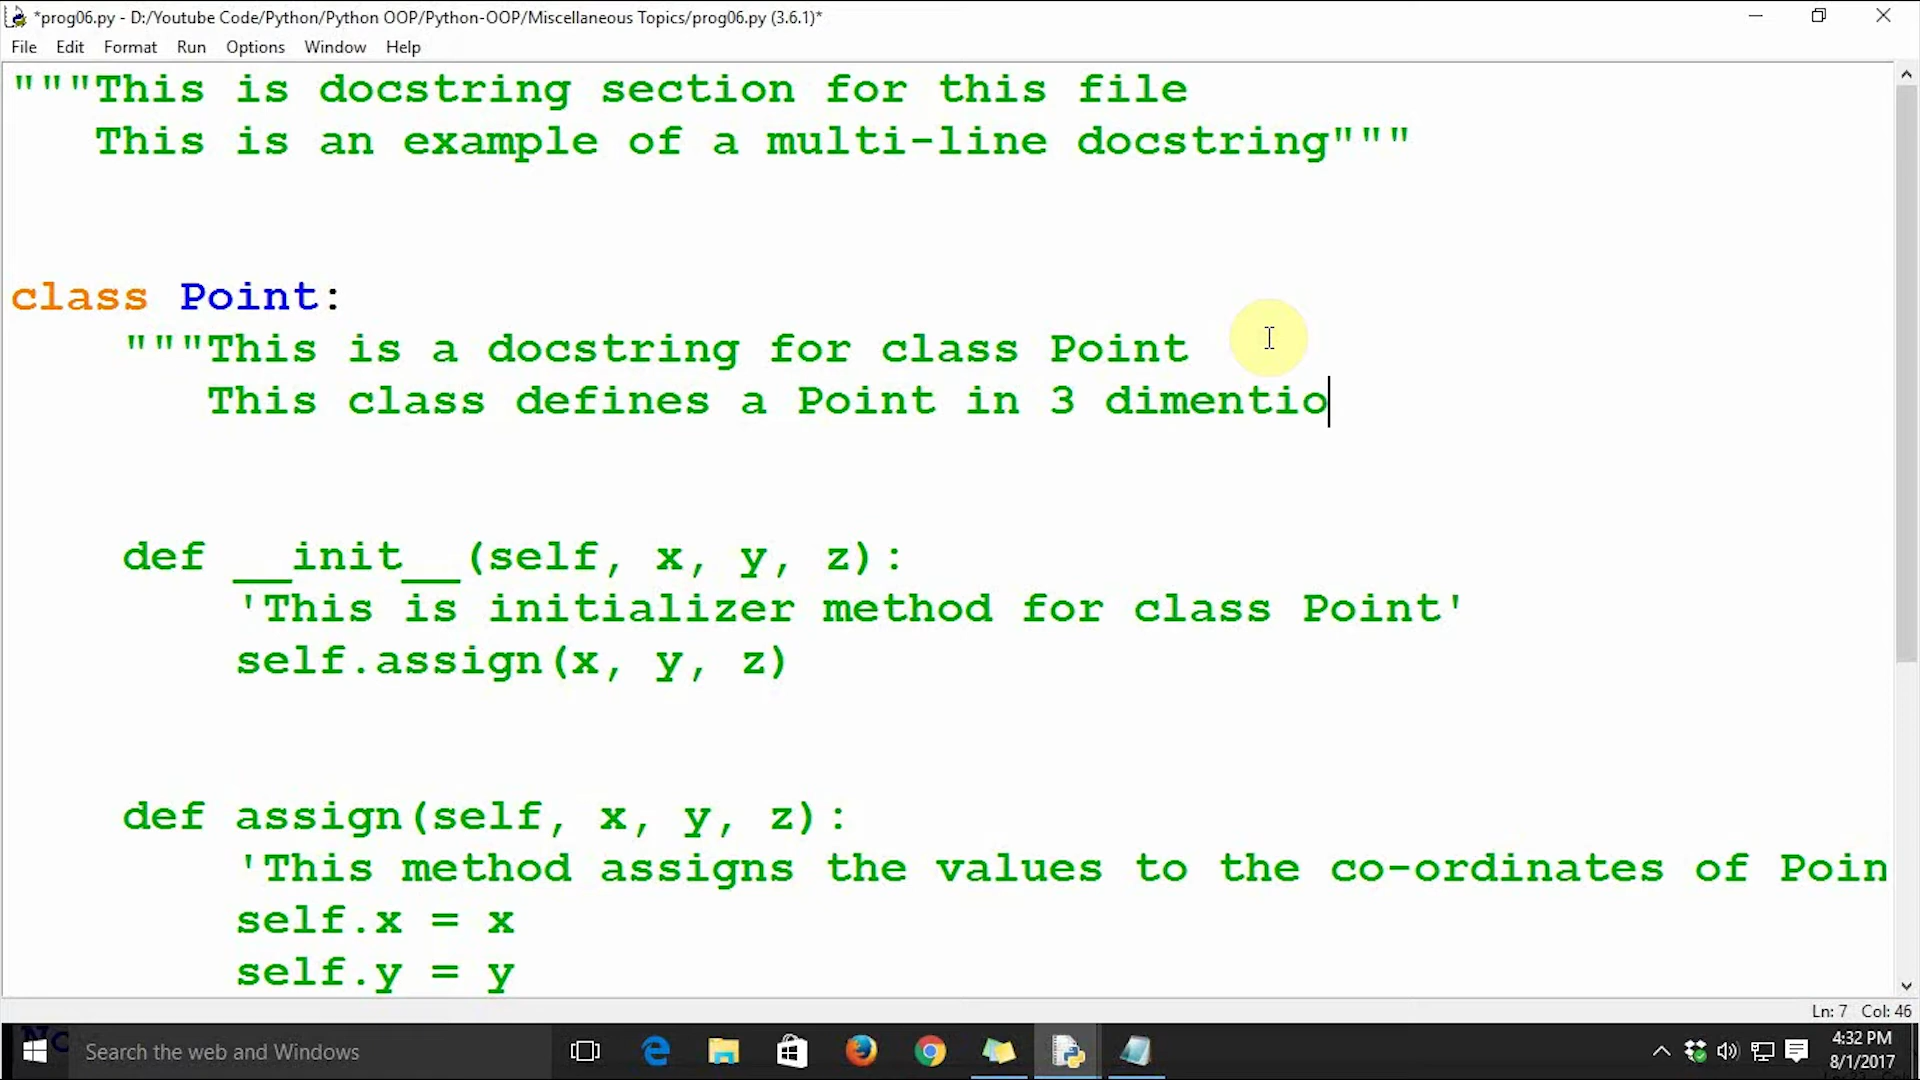 *prog06.py - D:/Youtube Code/Python/Python OOP/Python-OOP/Miscellaneous Topics/prog06.py (3.6.1)*
File Edit Format Run Options Window Help
"""This is docstring section for this file
This is an example of a multi-line docstring"""
class Point:
"""This is a docstring for class Point
This class defines a Point in 3 dimentio
def __init__(self, x, y, z):
'This is initializer method for class Point'
self.assign(x, y, z)
def assign(self, x, y, z):
'This method assigns the values to the co-ordinates of Poin
self.x = x
self.y = y
Ln: 7 Col: 46
Search the web and Windows
4:32 PM
8/1/2017